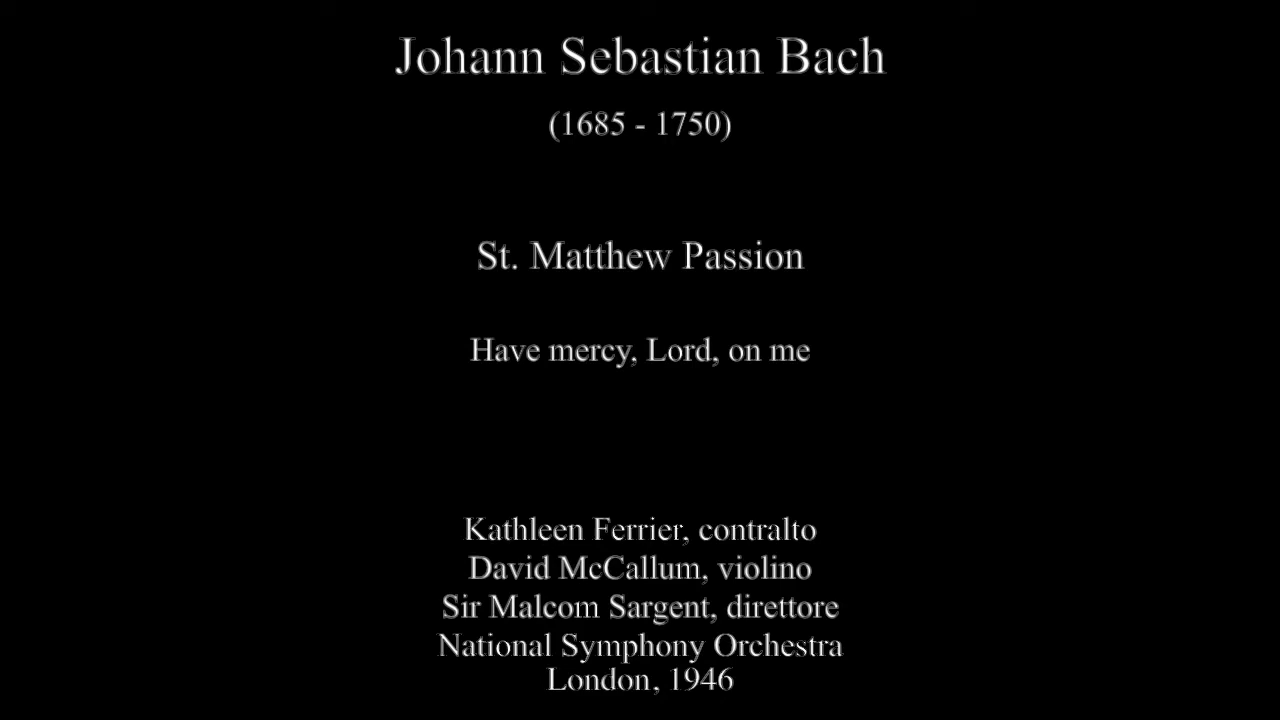 Johann Sebastian Bach
(1685 - 1750)
St. Matthew Passion
Have mercy, Lord, on me
Kathleen Ferrier, contralto
David McCallum, violino
Sir Malcom Sargent, direttore
National Symphony Orchestra
London, 1946